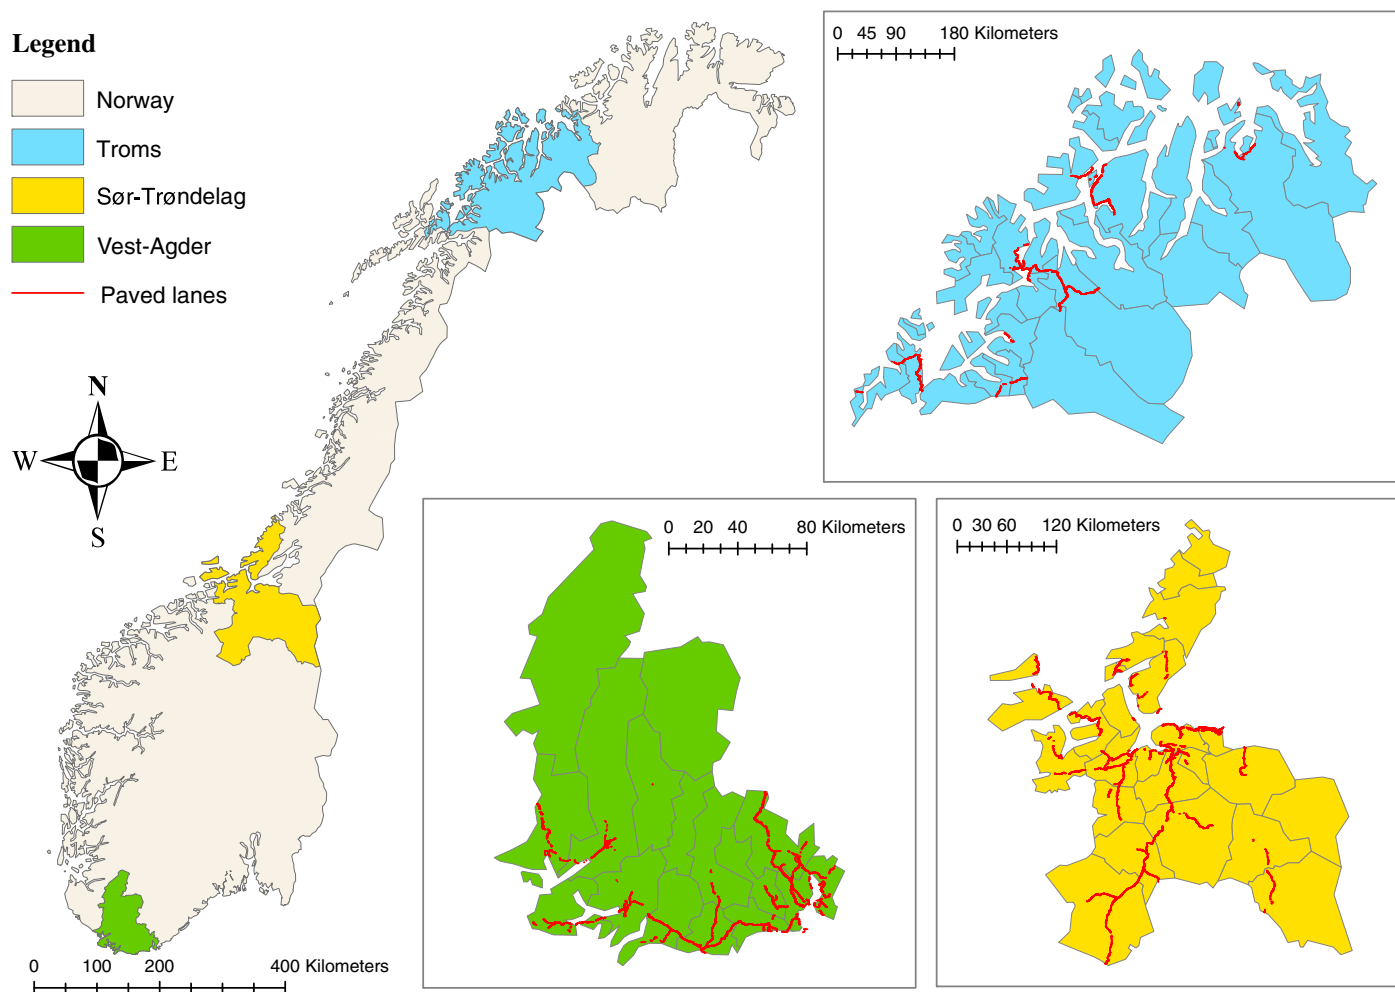 Legend
Norway
Troms
Sør-Trøndelag
Vest-Agder
Paved lanes
N
W E
S
0 100 200 400 Kilometers
0 45 90 180 Kilometers
0 20 40 80 Kilometers
0 30 60 120 Kilometers